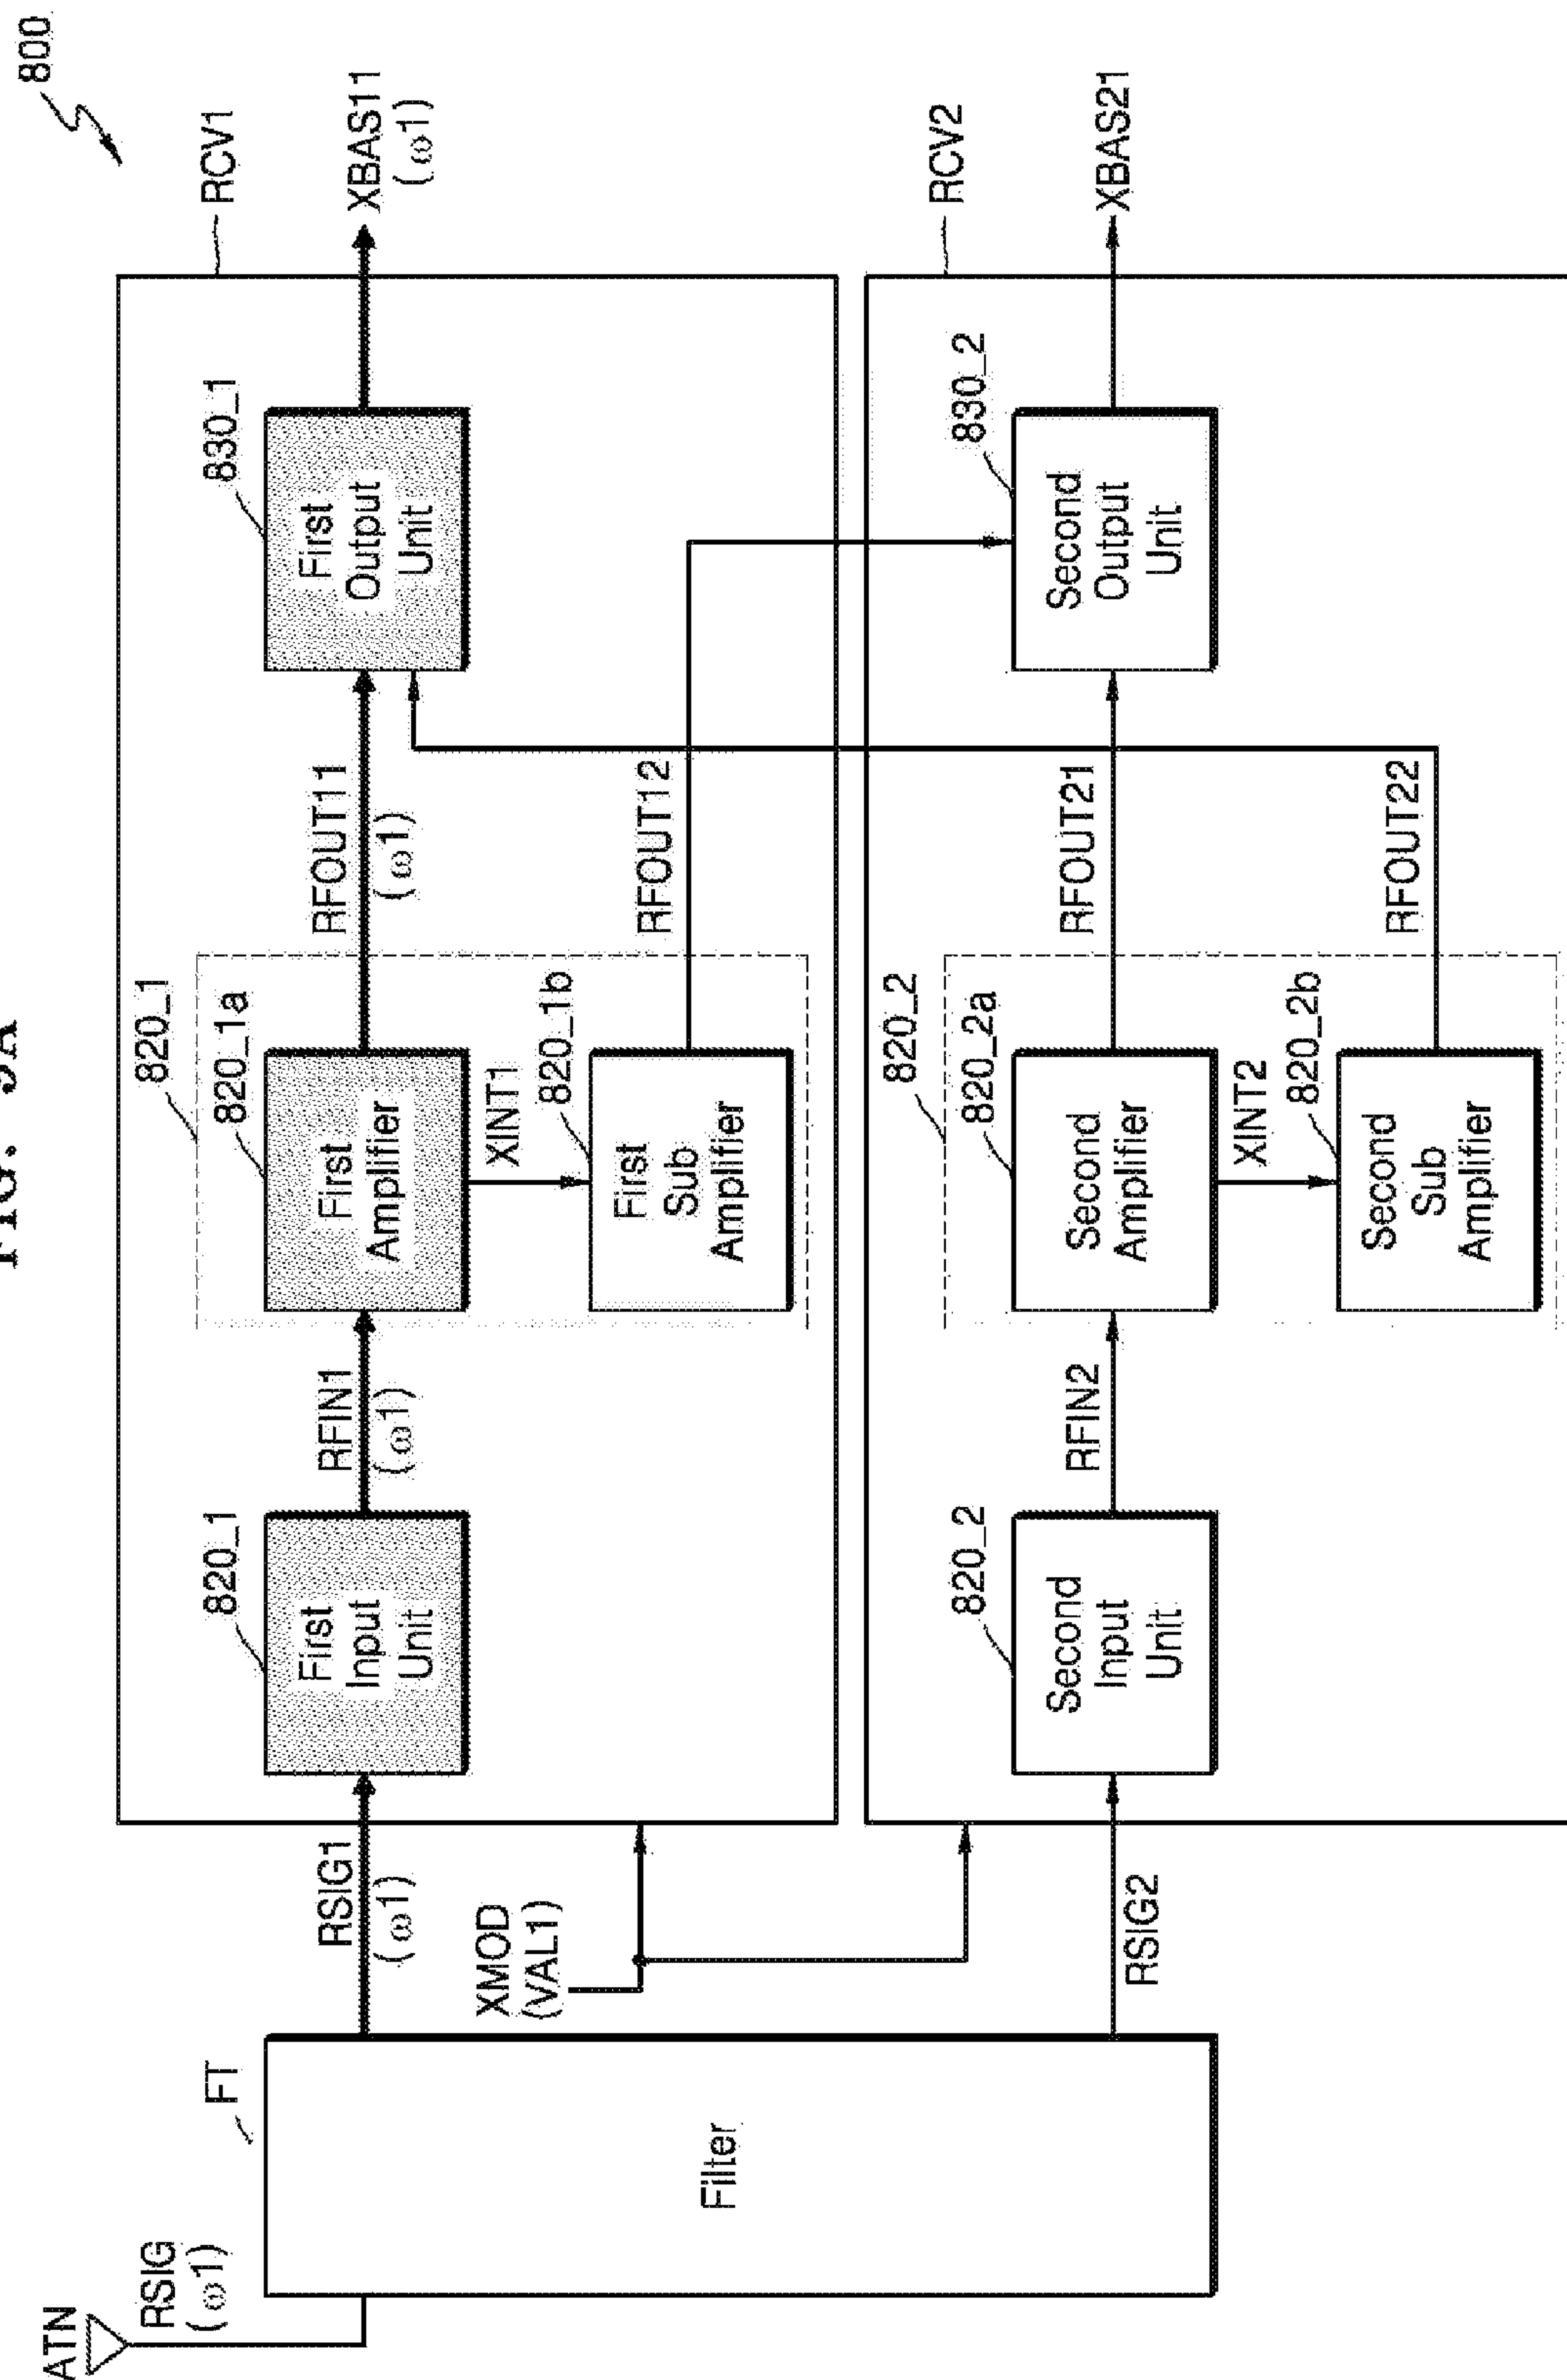 FIG. 9A
800
ATN
RSIG
(ω1)
FT
Filter
RSIG1
(ω1)
XMOD
(VAL1)
RSIG2
RCV1
820_1
First
Input
Unit
RFIN1
(ω1)
820_1
820_1a
First
Amplifier
XINT1
820_1b
First
Sub
Amplifier
RFOUT11
(ω1)
RFOUT12
830_1
First
Output
Unit
XBAS11
(ω1)
RCV2
820_2
Second
Input
Unit
RFIN2
820_2
820_2a
Second
Amplifier
XINT2
820_2b
Second
Sub
Amplifier
RFOUT21
RFOUT22
830_2
Second
Output
Unit
XBAS21